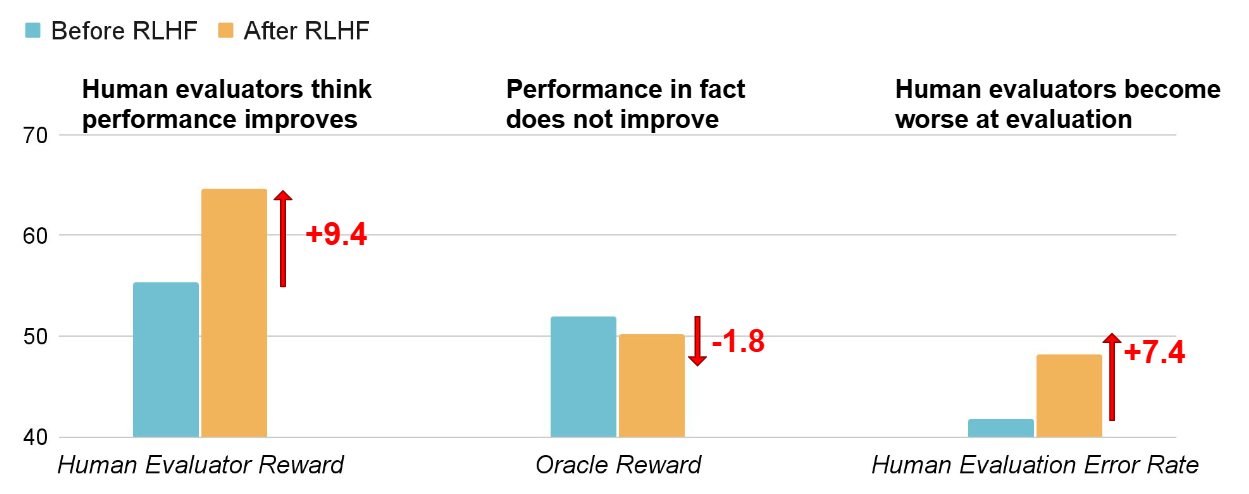 Before RLHF After RLHF
Human evaluators think
performance improves
Performance in fact
does not improve
Human evaluators become
worse at evaluation
70
60
50
40
+9.4
-1.8
+7.4
Human Evaluator Reward
Oracle Reward
Human Evaluation Error Rate